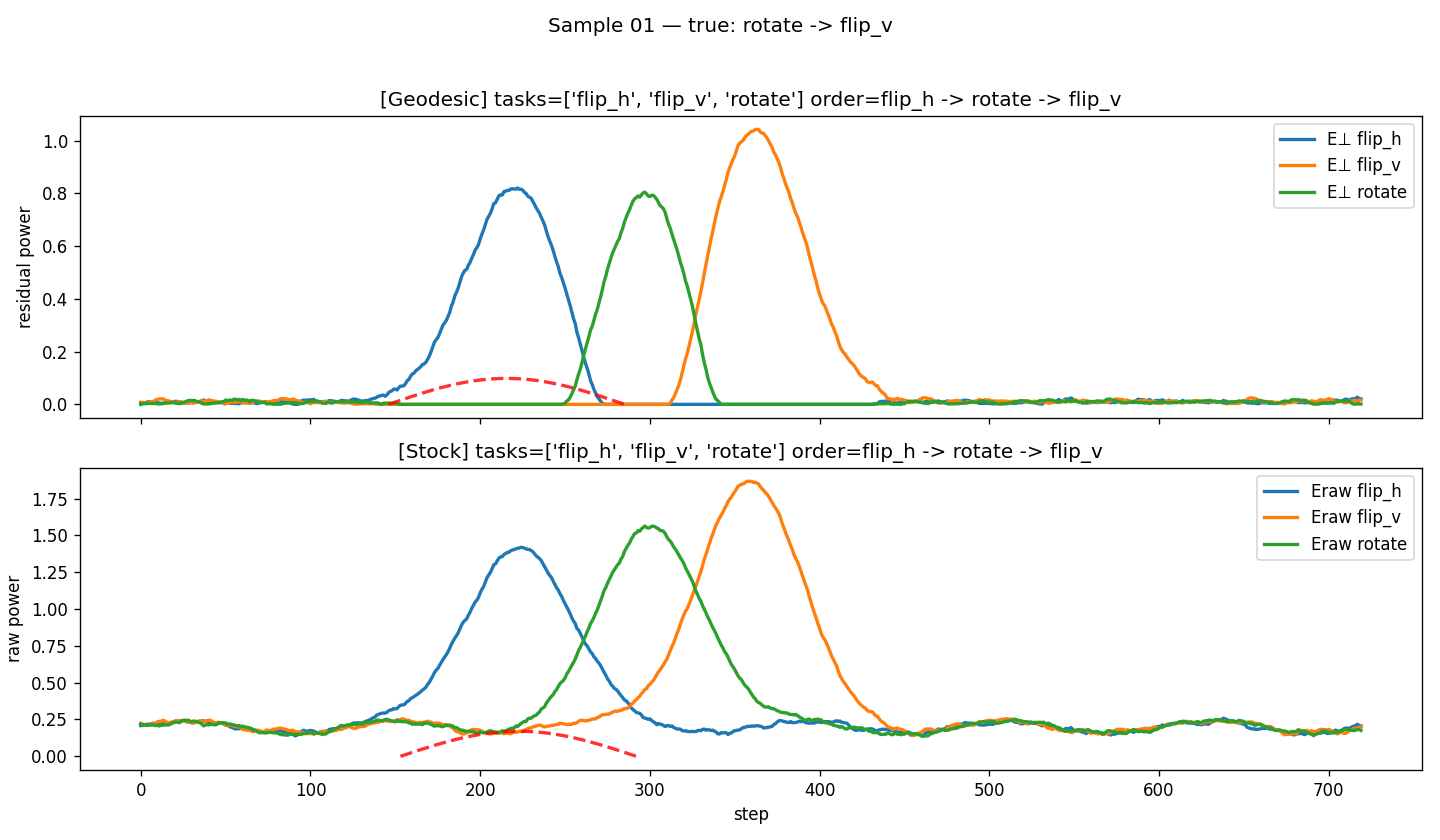 Sample 01 — true: rotate -> flip_v
[Geodesic] tasks=['flip_h', 'flip_v', 'rotate'] order=flip_h -> rotate -> flip_v
residual power
1.0
0.8
0.6
0.4
0.2
0.0
E⊥ flip_h
E⊥ flip_v
E⊥ rotate
[Stock] tasks=['flip_h', 'flip_v', 'rotate'] order=flip_h -> rotate -> flip_v
raw power
1.75
1.50
1.25
1.00
0.75
0.50
0.25
0.00
Eraw flip_h
Eraw flip_v
Eraw rotate
0 100 200 300 400 500 600 700
step